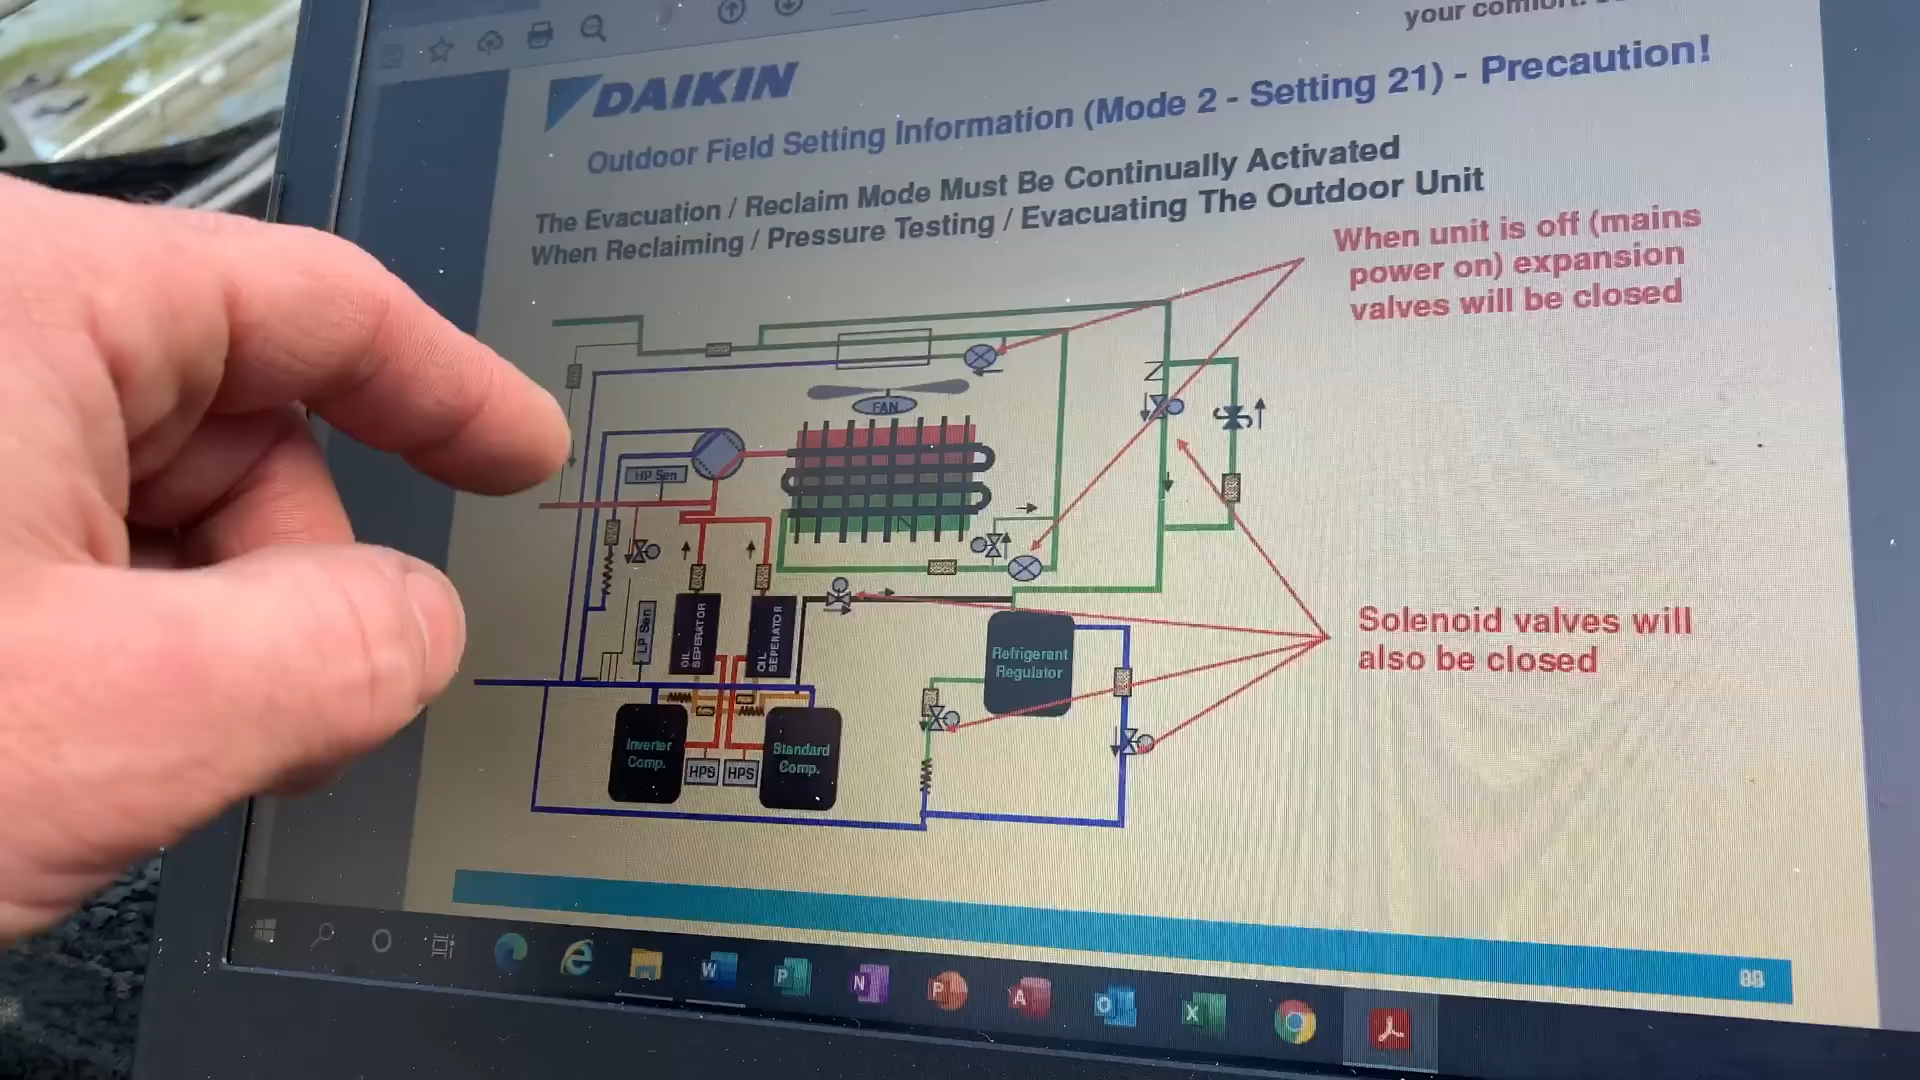 your comfort.
DAIKIN
Outdoor Field Setting Information (Mode 2 - Setting 21) - Precaution!
The Evacuation / Reclaim Mode Must Be Continually Activated
When Reclaiming / Pressure Testing / Evacuating The Outdoor Unit
When unit is off (mains
power on) expansion
valves will be closed
FAN
HP Sen
LP Sen
OIL
SEPERATOR
OIL
SEPERATOR
Refrigerant
Regulator
Solenoid valves will
also be closed
Inverter
Comp.
HPS
HPS
Standard
Comp.